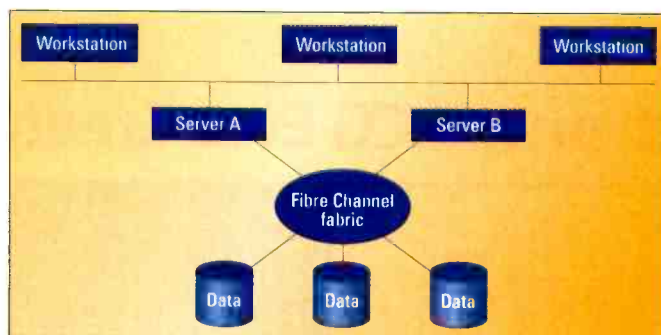 Workstation
Workstation
Workstation
Server A
Server B
Fibre Channel
fabric
Data
Data
Data